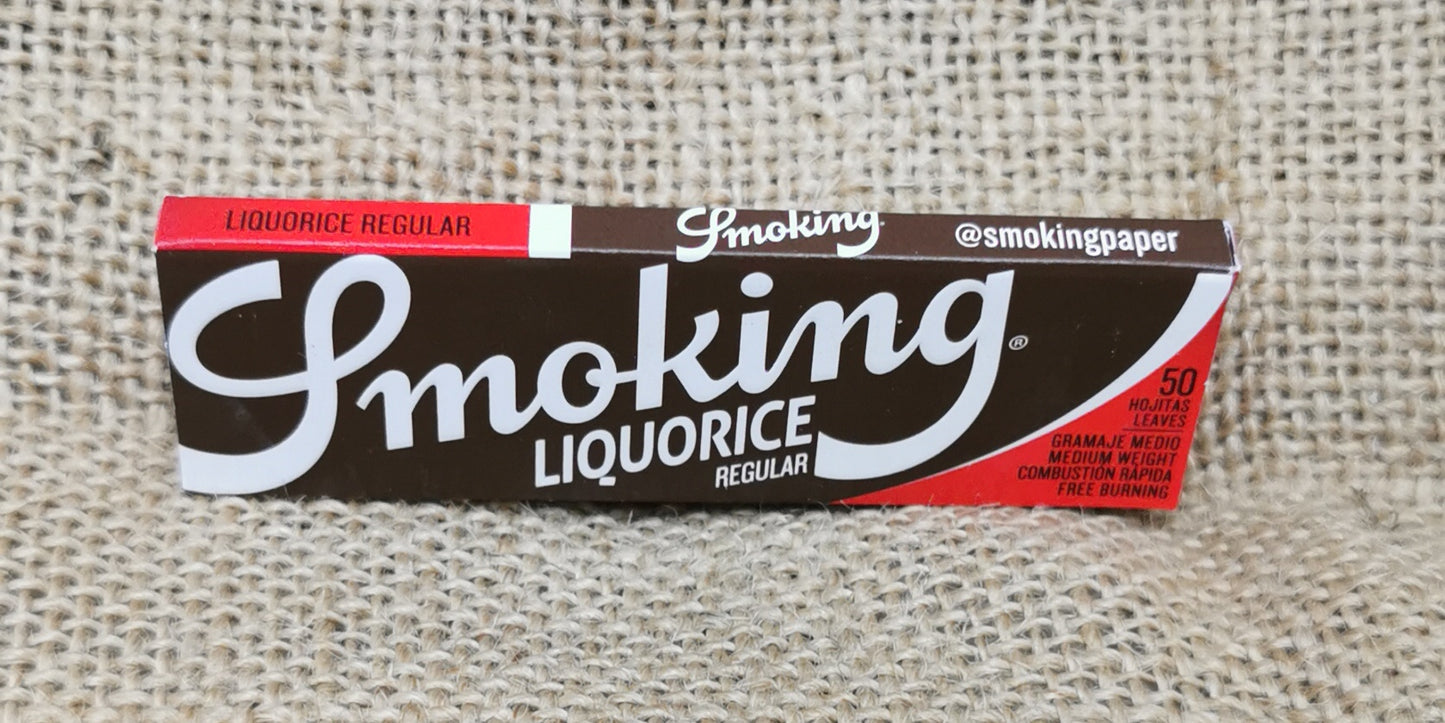 LIQUORICE REGULAR
Smoking
@smokingpaper
Smoking®
LIQUORICE
REGULAR
50
HOJITAS
LEAVES
GRAMAJE MEDIO
MEDIUM WEIGHT
COMBUSTIÓN RÁPIDA
FREE BURNING